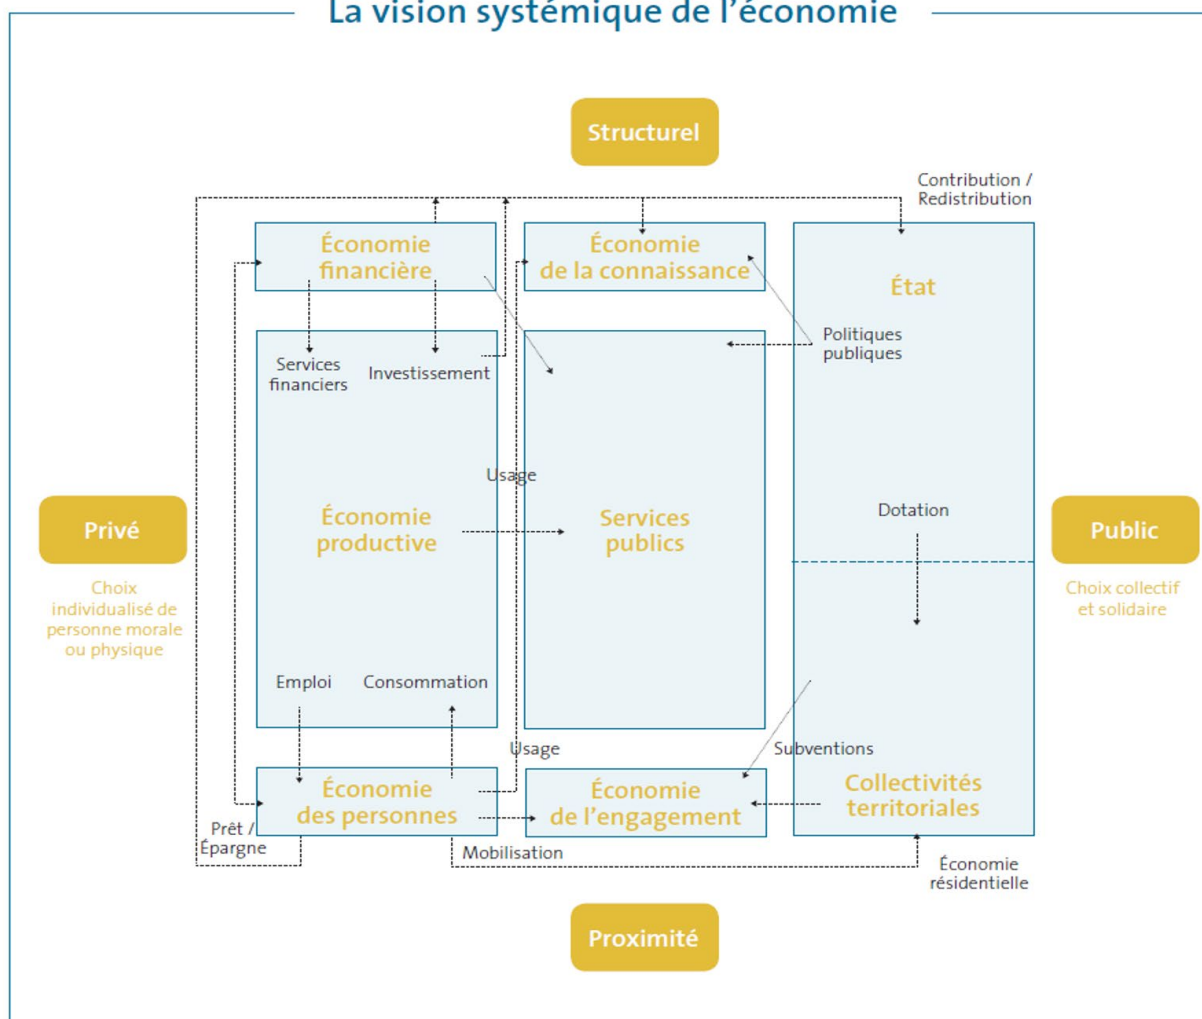 La vision systémique de l'économie
Structurel
Contribution /
Redistribution
Économie
financière
Économie
de la connaissance
État
Politiques
publiques
Services
financiers
Investissement
Usage
Économie
productive
Services
publics
Dotation
Privé
Choix
individualisé de
personne morale
ou physique
Public
Choix collectif
et solidaire
Emploi
Consommation
Usage
Subventions
Économie
des personnes
Économie
de l'engagement
Collectivités
territoriales
Prêt /
Épargne
Mobilisation
Économie
résidentielle
Proximité